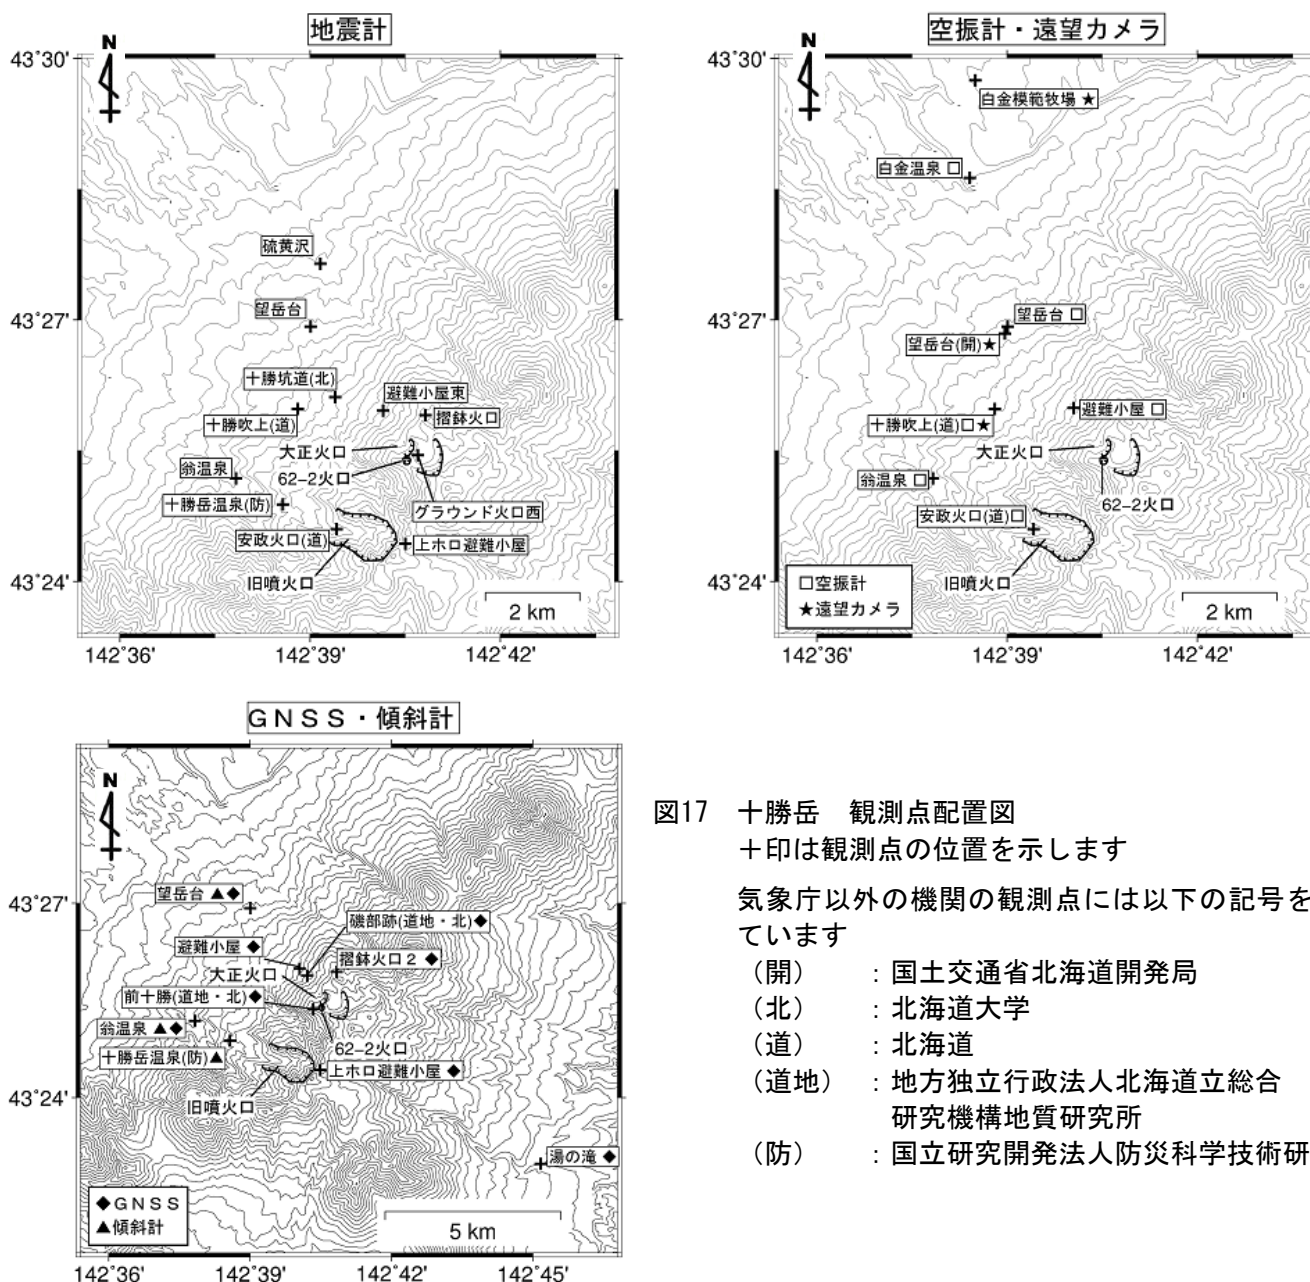 地震計
N
43°30'
43°27'
43°24'
硫黄沢
望岳台
十勝坑道(北)
避難小屋東
摺鉢火口
十勝吹上(道)
大正火口
翁温泉
62-2火口
十勝岳温泉(防)
グラウンド火口西
安政火口(道)
上ホロ避難小屋
旧噴火口
2 km
142°36'
142°39'
142°42'
空振計・遠望カメラ
N
43°30'
43°27'
43°24'
白金模範牧場 ★
白金温泉 □
望岳台 □
望岳台(開)★
避難小屋 □
十勝吹上(道)□★
大正火口
翁温泉 □
62-2火口
安政火口(道)□
旧噴火口
□空振計
★遠望カメラ
2 km
142°36'
142°39'
142°42'
GNSS・傾斜計
N
43°27'
43°24'
望岳台 ▲◆
磯部跡(道地・北)◆
避難小屋 ◆
摺鉢火口2 ◆
大正火口
前十勝(道地・北)◆
翁温泉 ▲◆
62-2火口
十勝岳温泉(防)▲
上ホロ避難小屋 ◆
旧噴火口
湯の滝 ◆
◆GNSS
▲傾斜計
5 km
142°36'
142°39'
142°42'
142°45'
図17 十勝岳 観測点配置図
+印は観測点の位置を示します
気象庁以外の機関の観測点には以下の記号を
ています
(開) :国土交通省北海道開発局
(北) :北海道大学
(道) :北海道
(道地) :地方独立行政法人北海道立総合
研究機構地質研究所
(防) :国立研究開発法人防災科学技術研